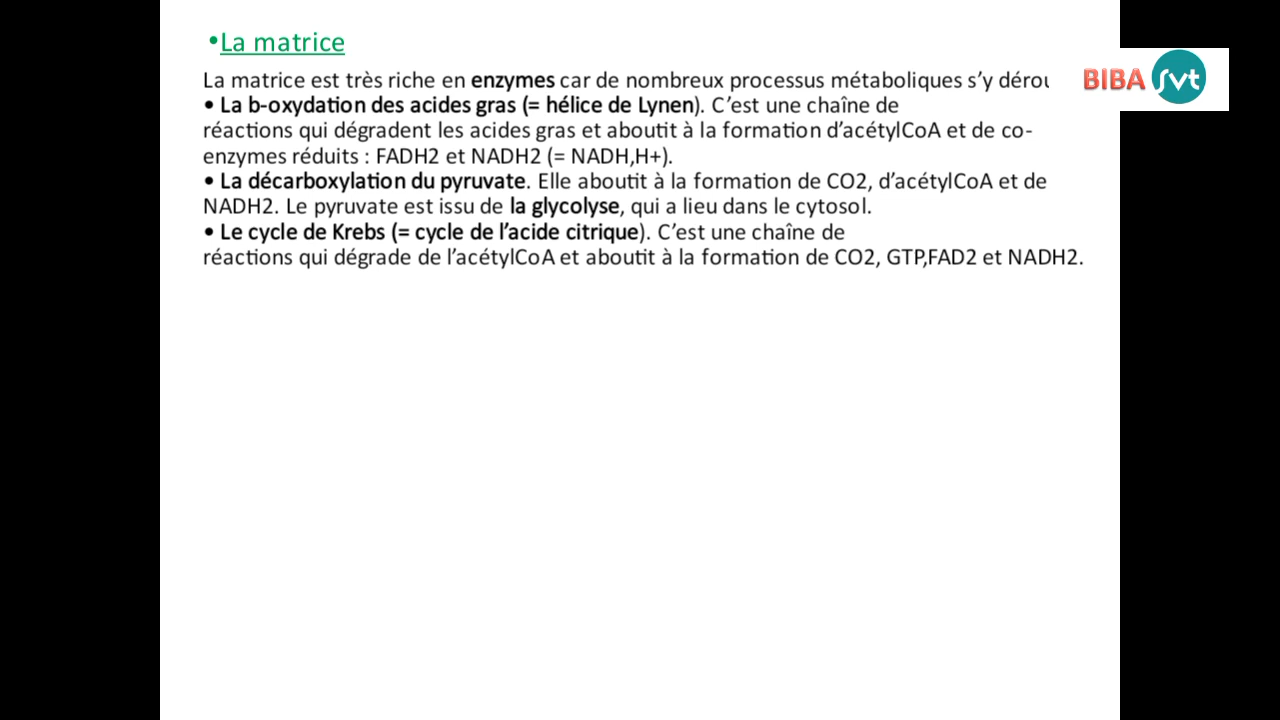 •La matrice
La matrice est très riche en enzymes car de nombreux processus métaboliques s’y
BIBA svt
• La b-oxydation des acides gras (= hélice de Lynen). C’est une chaîne de
réactions qui dégradent les acides gras et aboutit à la formation d’acétylCoA et de co-
enzymes réduits : FADH2 et NADH2 (= NADH,H+).
• La décarboxylation du pyruvate. Elle aboutit à la formation de CO2, d’acétylCoA et de
NADH2. Le pyruvate est issu de la glycolyse, qui a lieu dans le cytosol.
• Le cycle de Krebs (= cycle de l’acide citrique). C’est une chaîne de
réactions qui dégrade de l’acétylCoA et aboutit à la formation de CO2, GTP,FAD2 et NADH2.